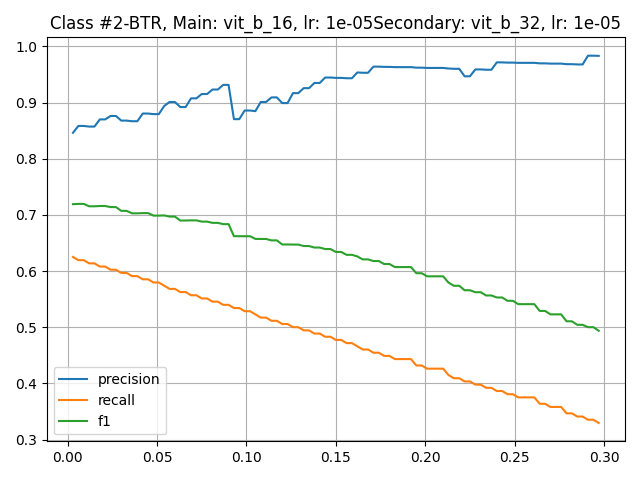 Class #2-BTR, Main: vit_b_16, lr: 1e-05Secondary: vit_b_32, lr: 1e-05
1.0
0.9
0.8
0.7
0.6
0.5
0.4
0.3
precision
recall
f1
0.00 0.05 0.10 0.15 0.20 0.25 0.30